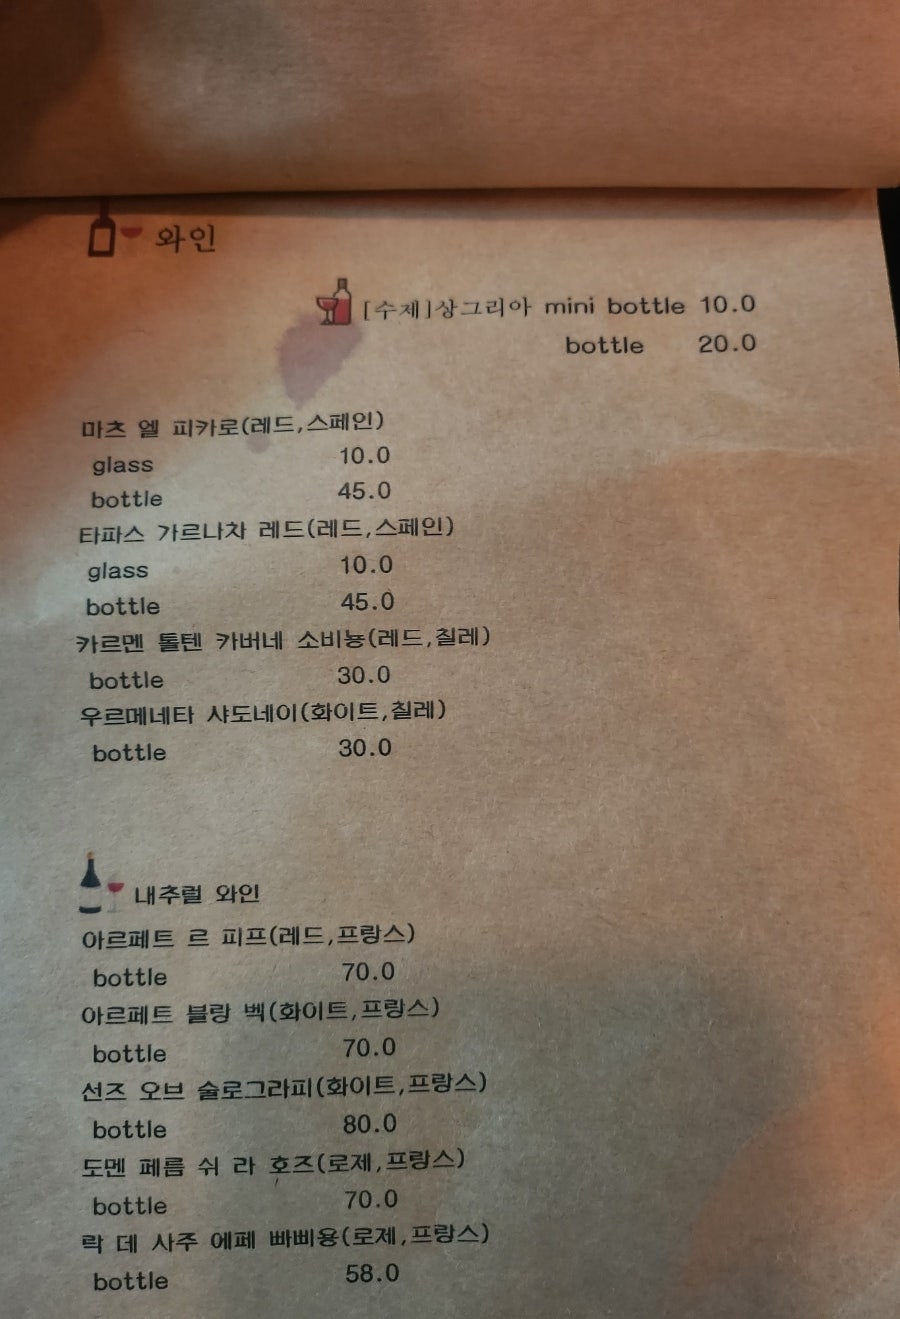 와인
[수제]상그리아 mini bottle 10.0
bottle 20.0
마츠 엘 피카로(레드,스페인)
glass 10.0
bottle 45.0
타파스 가르나차 레드(레드,스페인)
glass 10.0
bottle 45.0
카르멘 톨텐 카버네 소비뇽(레드,칠레)
bottle 30.0
우르메네타 샤도네이(화이트,칠레)
bottle 30.0
내추럴 와인
아르페트 르 피프(레드,프랑스)
bottle 70.0
아르페트 블랑 벡(화이트,프랑스)
bottle 70.0
선즈 오브 술로그라피(화이트,프랑스)
bottle 80.0
도멘 페름 쉬 라 호즈(로제,프랑스)
bottle 70.0
락 데 사주 에페 빠삐용(로제,프랑스)
bottle 58.0